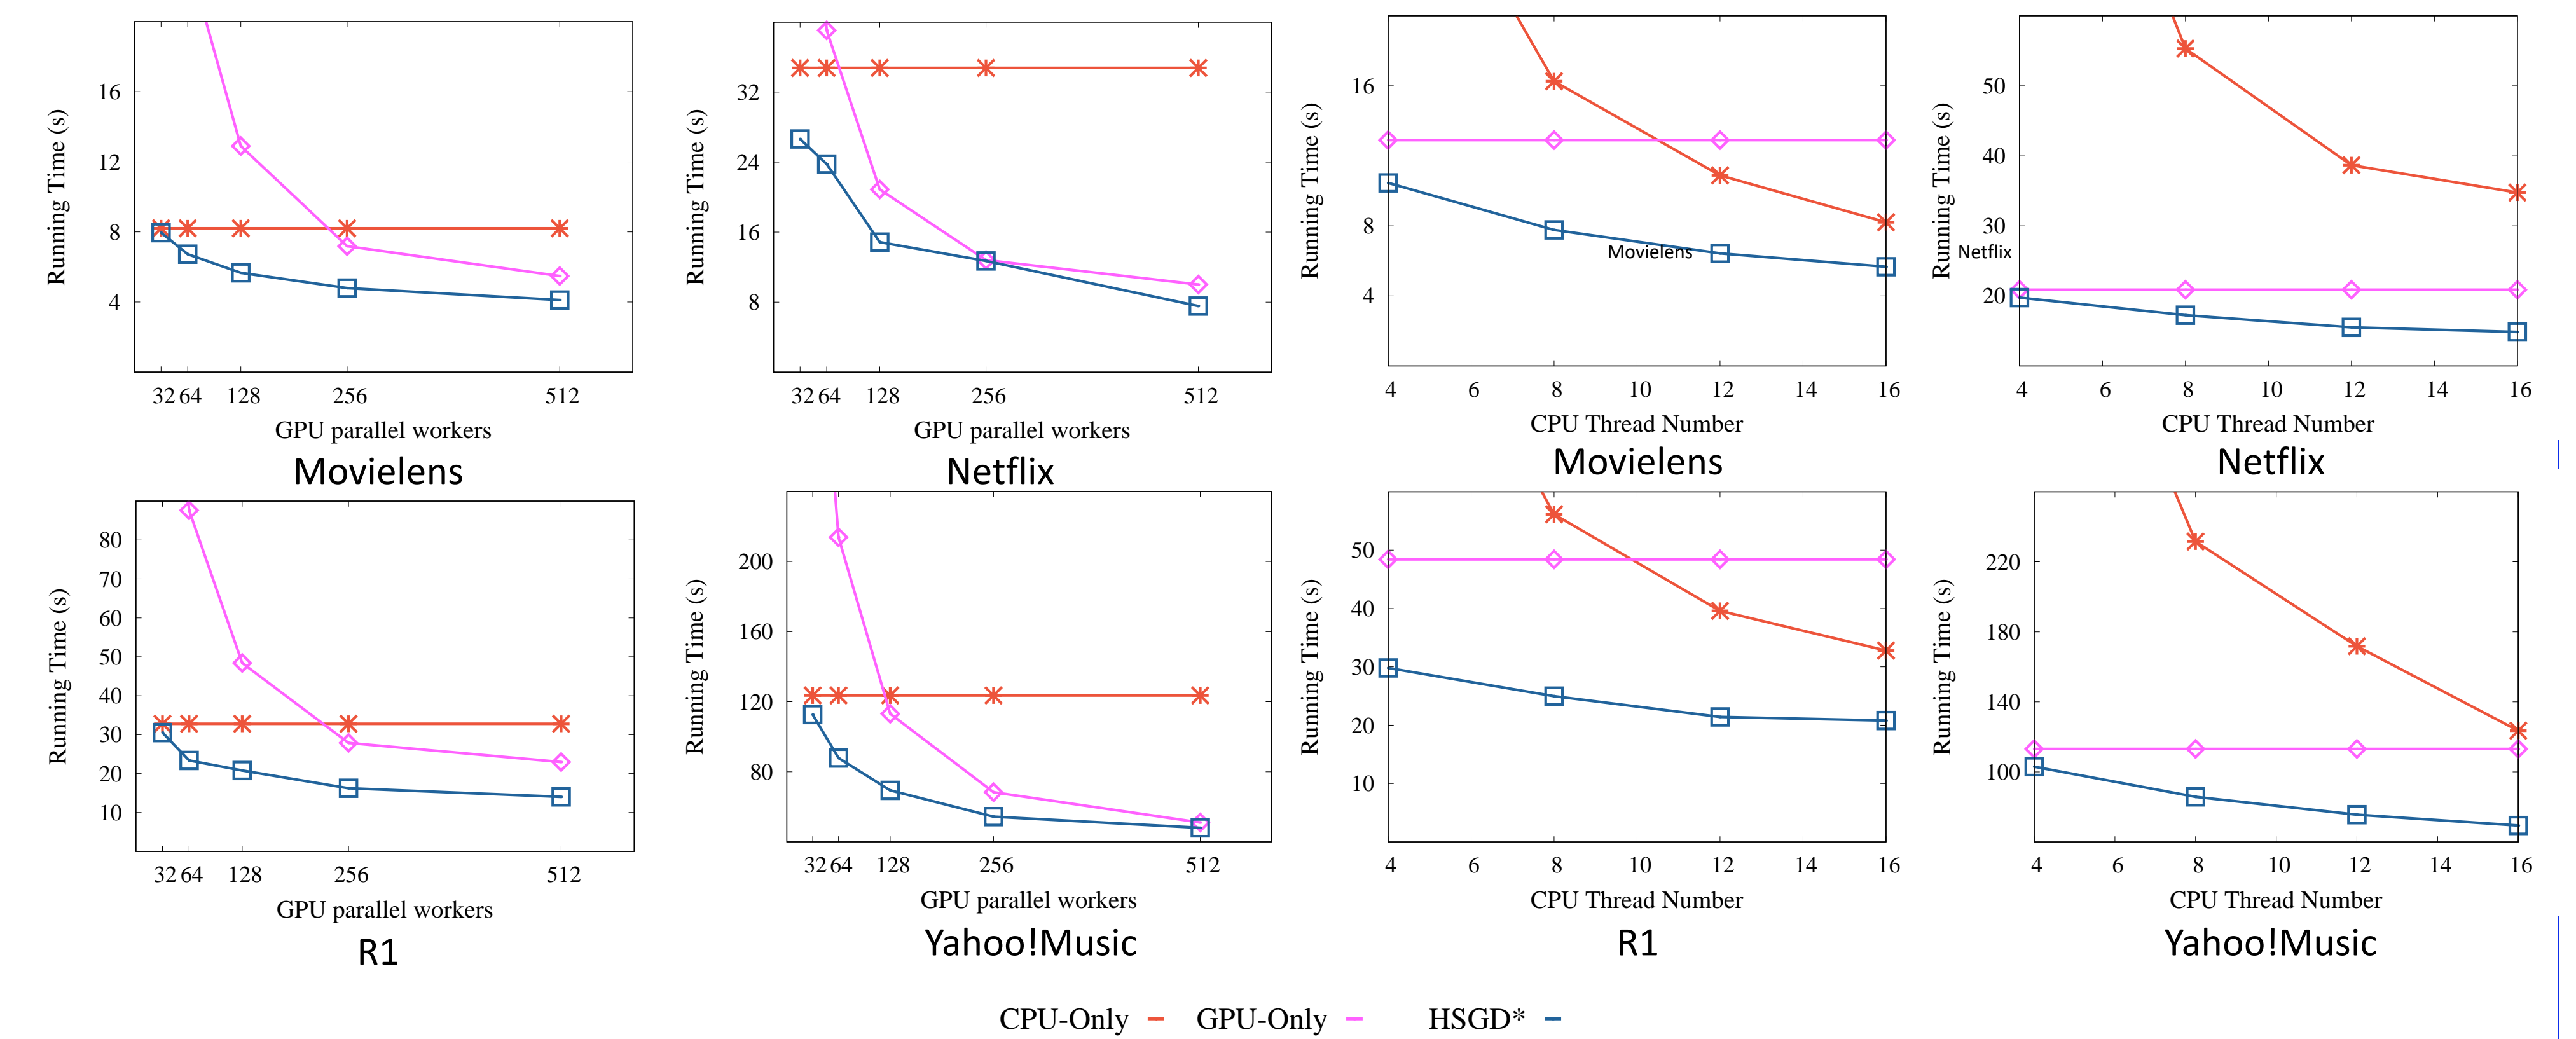 Running Time (s)
16
12
8
4
32 64 128 256 512
GPU parallel workers
Movielens
Running Time (s)
32
24
16
8
32 64 128 256 512
GPU parallel workers
Netflix
Running Time (s)
16
8
4
Movielens
4 6 8 10 12 14 16
CPU Thread Number
Movielens
Running Time (s)
50
40
30
20
Netflix
4 6 8 10 12 14 16
CPU Thread Number
Netflix
Running Time (s)
80
70
60
50
40
30
20
10
32 64 128 256 512
GPU parallel workers
R1
Running Time (s)
200
160
120
80
32 64 128 256 512
GPU parallel workers
Yahoo!Music
Running Time (s)
50
40
30
20
10
4 6 8 10 12 14 16
CPU Thread Number
R1
Running Time (s)
220
180
140
100
4 6 8 10 12 14 16
CPU Thread Number
Yahoo!Music
CPU-Only GPU-Only HSGD*